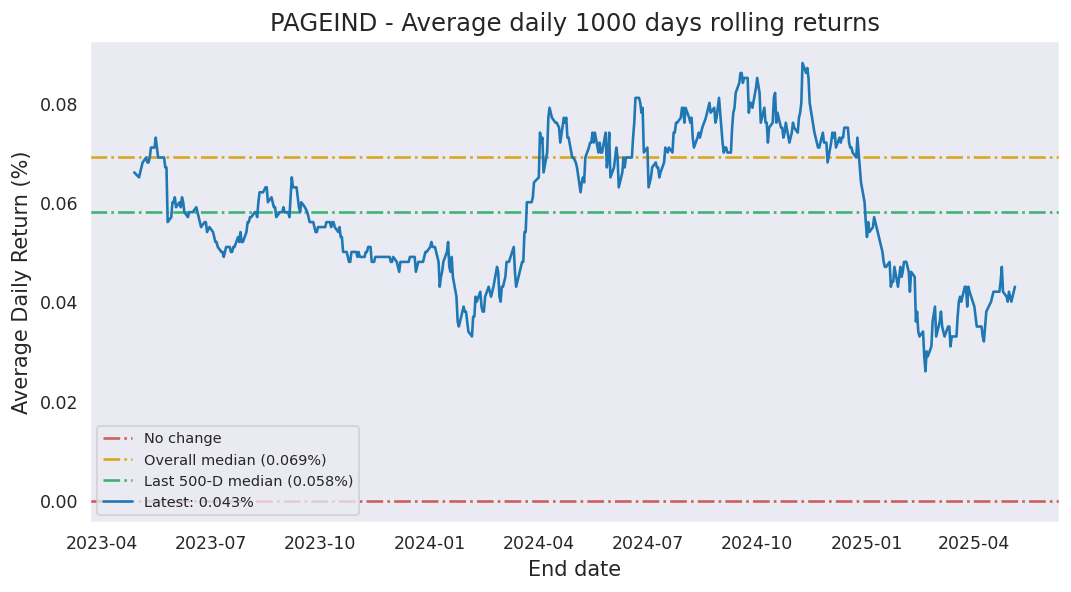 PAGEIND - Average daily 1000 days rolling returns
Average Daily Return (%)
0.08
0.06
0.04
0.02
0.00
No change
Overall median (0.069%)
Last 500-D median (0.058%)
Latest: 0.043%
2023-04 2023-07 2023-10 2024-01 2024-04 2024-07 2024-10 2025-01 2025-04
End date